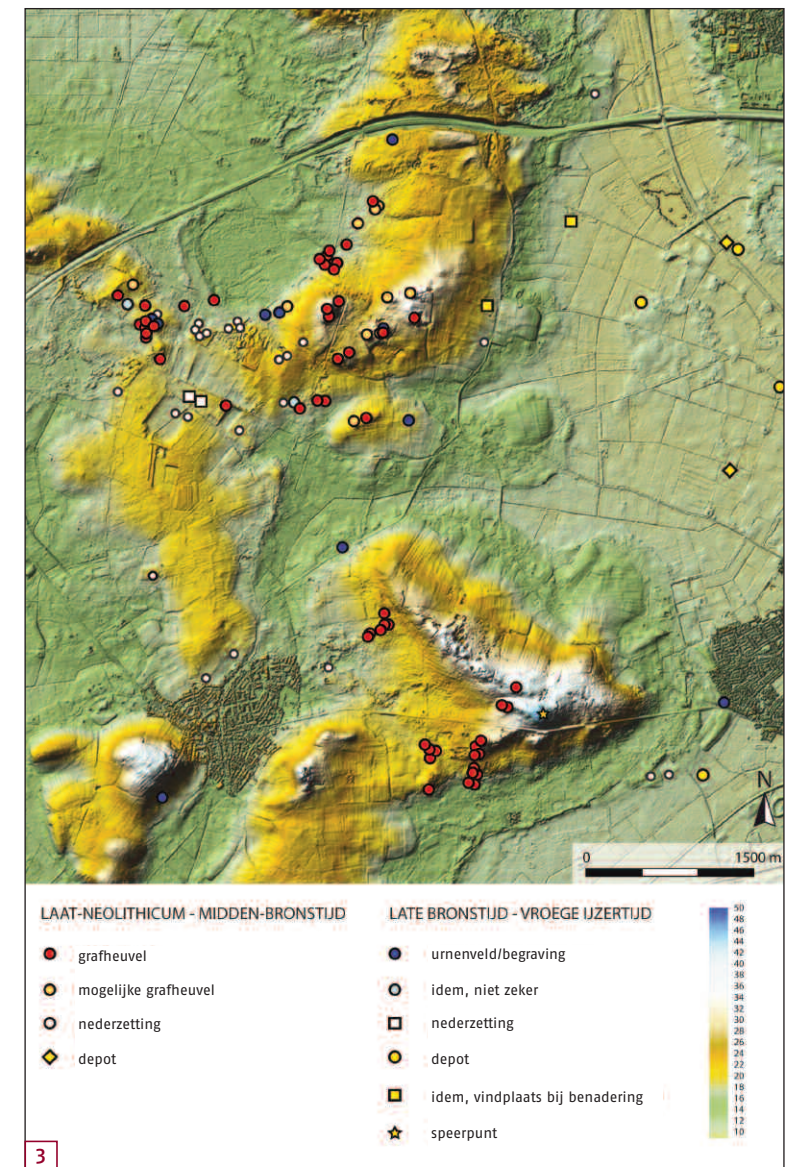 N
0 1500 m
LAAT-NEOLITHICUM - MIDDEN-BRONSTIJD
grafheuvel
mogelijke grafheuvel
nederzetting
depot
LATE BRONSTIJD - VROEGE IJZERTIJD
urnenveld/begraving
idem, niet zeker
nederzetting
depot
idem, vindplaats bij benadering
speerpunt
50
48
46
44
42
40
38
36
34
32
30
28
26
24
22
20
18
16
14
12
10
3